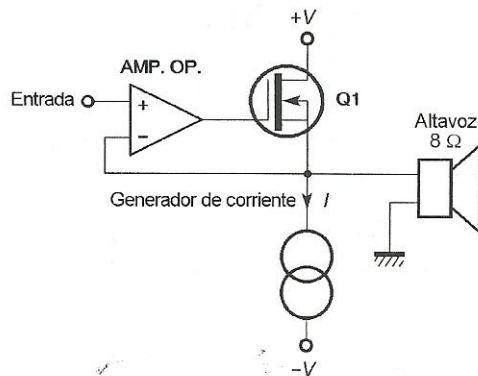 +V
AMP. OP.
Entrada
+
−
Q1
Altavoz
8 Ω
Generador de corriente
I
−V